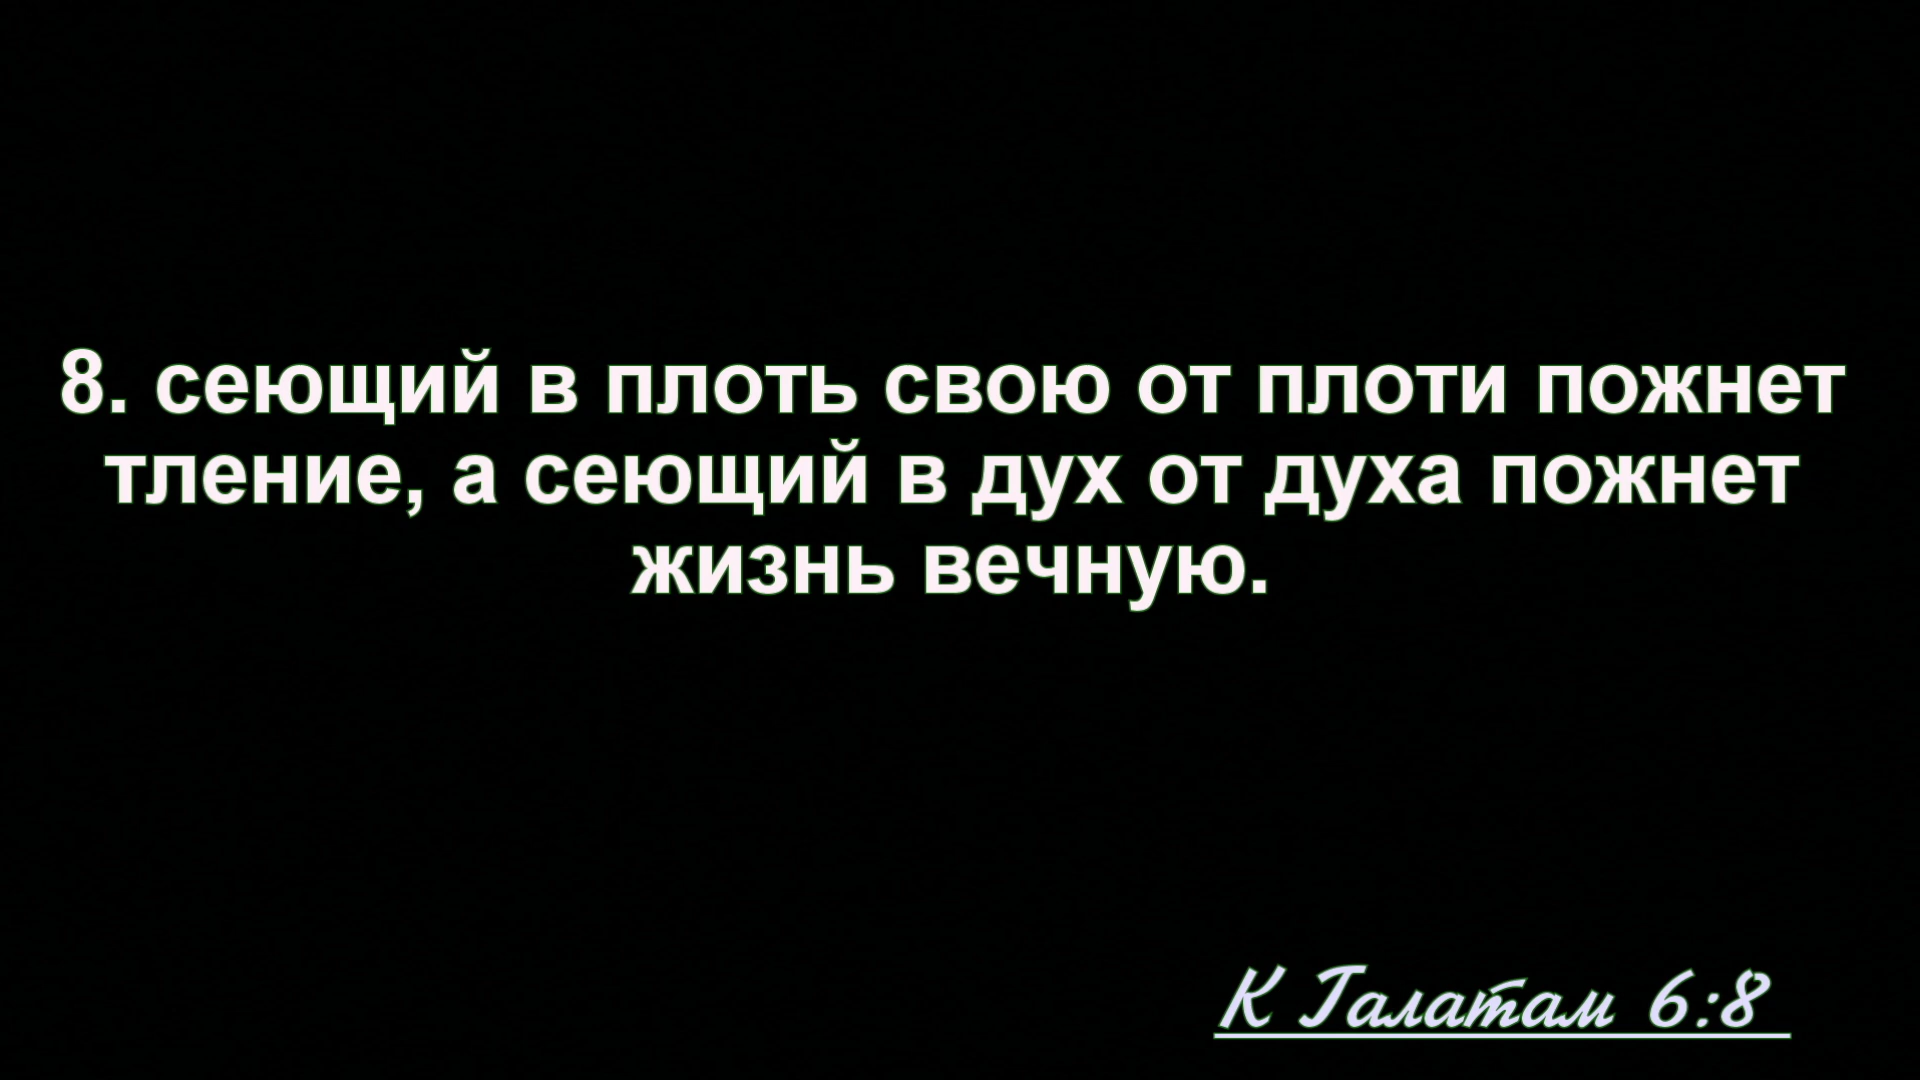 8. сеющий в плоть свою от плоти пожнет
тление, а сеющий в дух от духа пожнет
жизнь вечную.
К Галатам 6:8